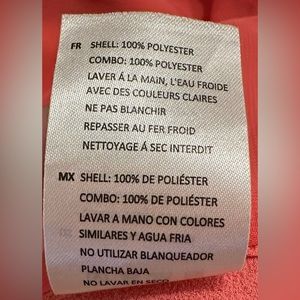 FR SHELL: 100% POLYESTER
COMBO: 100% POLYESTER
LAVER Á LA MAIN, L'EAU FROIDE
AVEC DES COULEURS CLAIRES
NE PAS BLANCHIR
REPASSER AU FER FROID
NETTOYAGE Á SEC INTERDIT
MX SHELL: 100% DE POLIÉSTER
COMBO: 100% DE POLIÉSTER
LAVAR A MANO CON COLORES
SIMILARES Y AGUA FRIA
NO UTILIZAR BLANQUEADOR
PLANCHA BAJA
NO LAVAR EN SECO